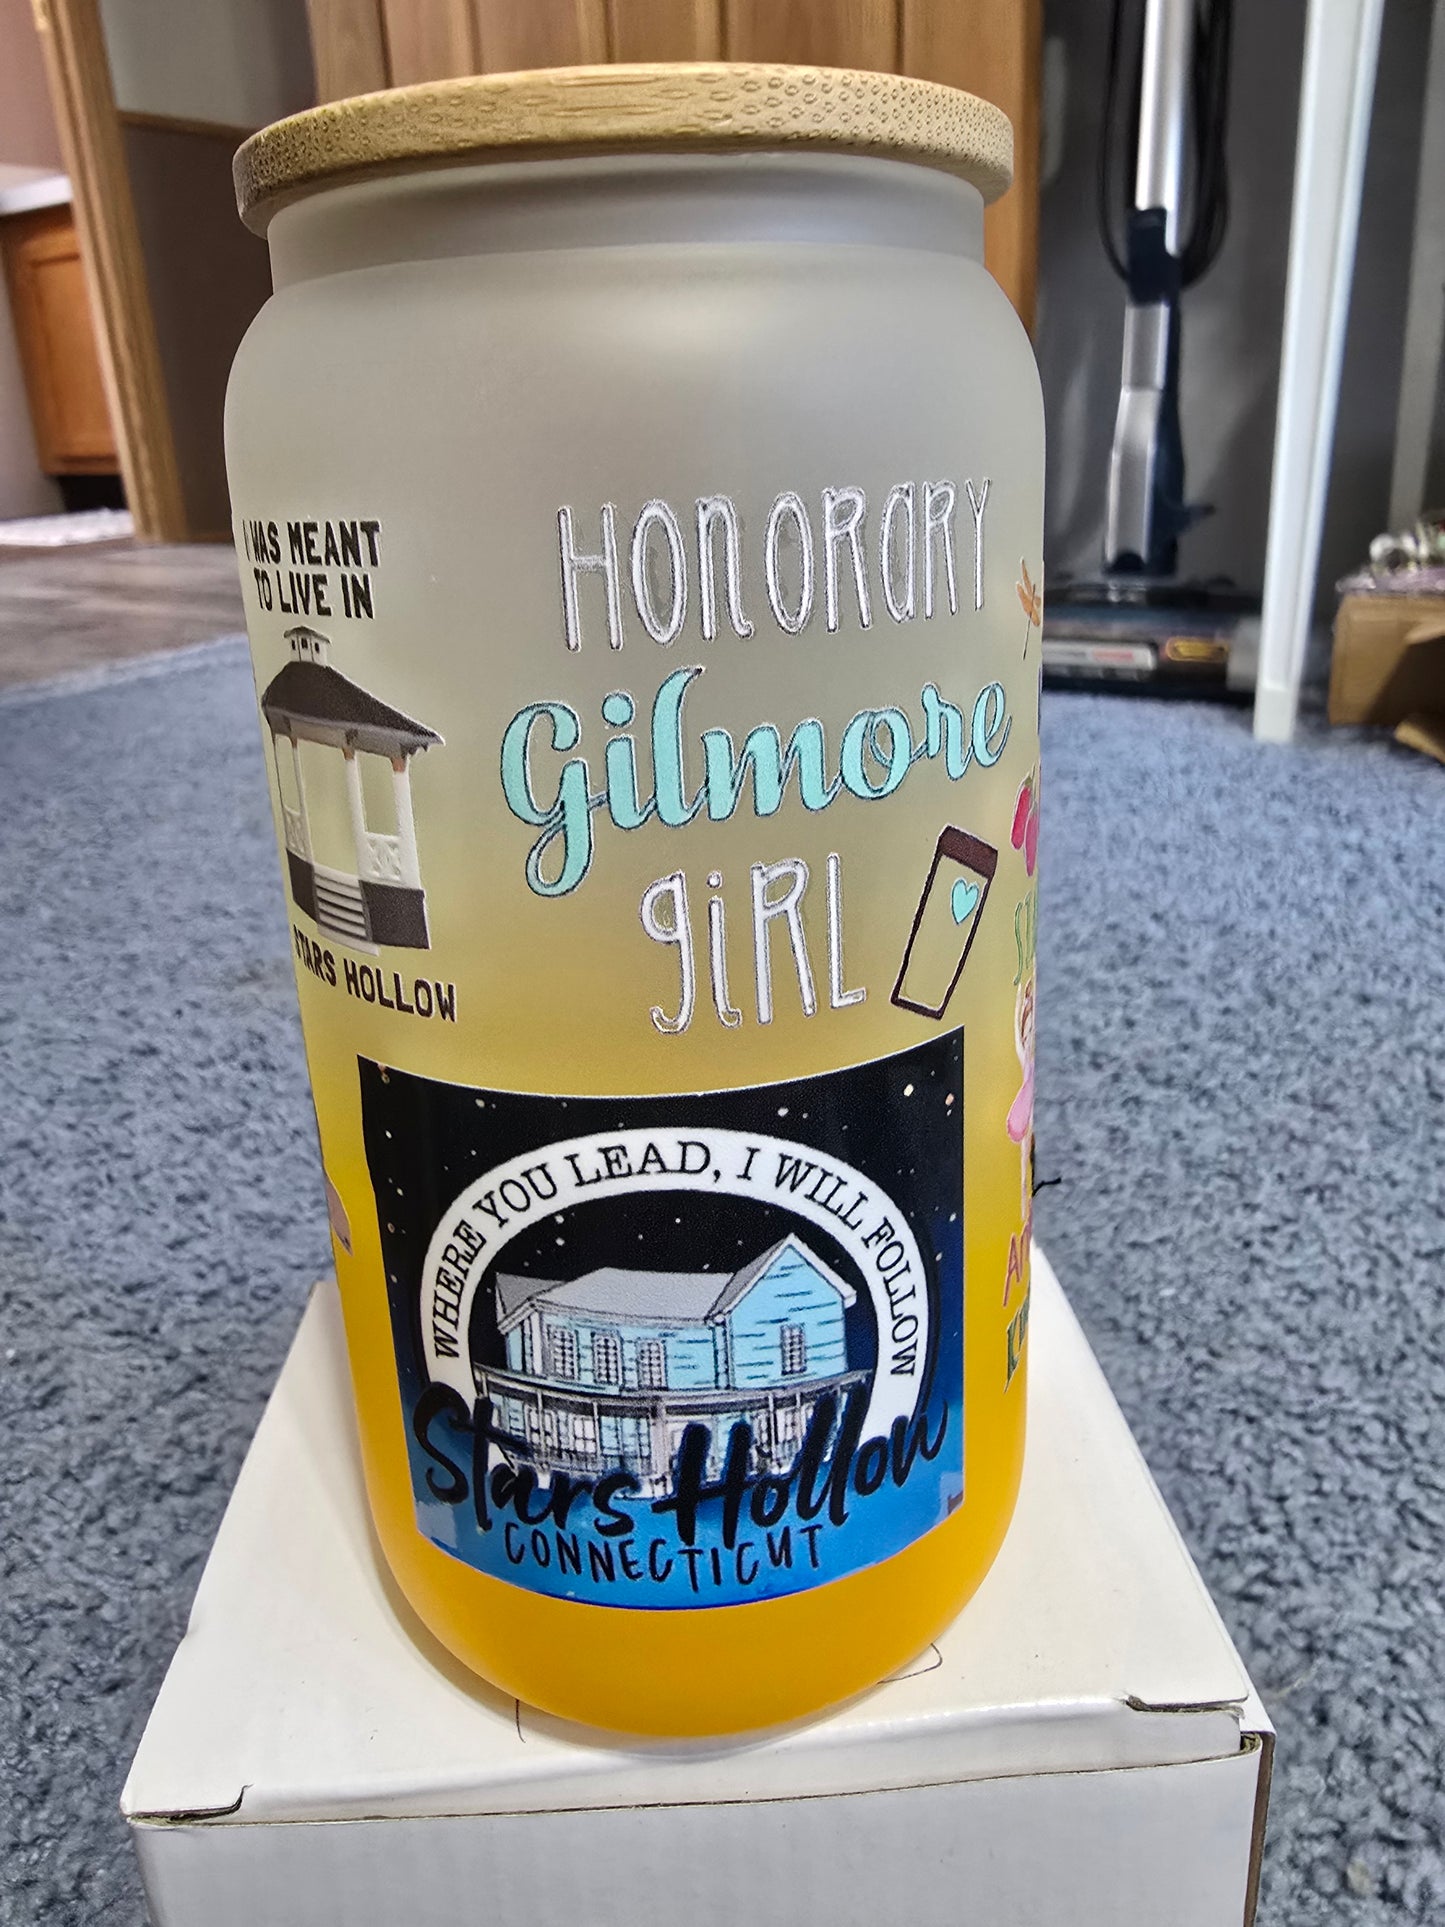 I WAS MEANT
TO LIVE IN
STARS HOLLOW
HONORARY
Gilmore
giRL
WHERE YOU LEAD, I WILL FOLLOW
Stars Hollow
CONNECTICUT